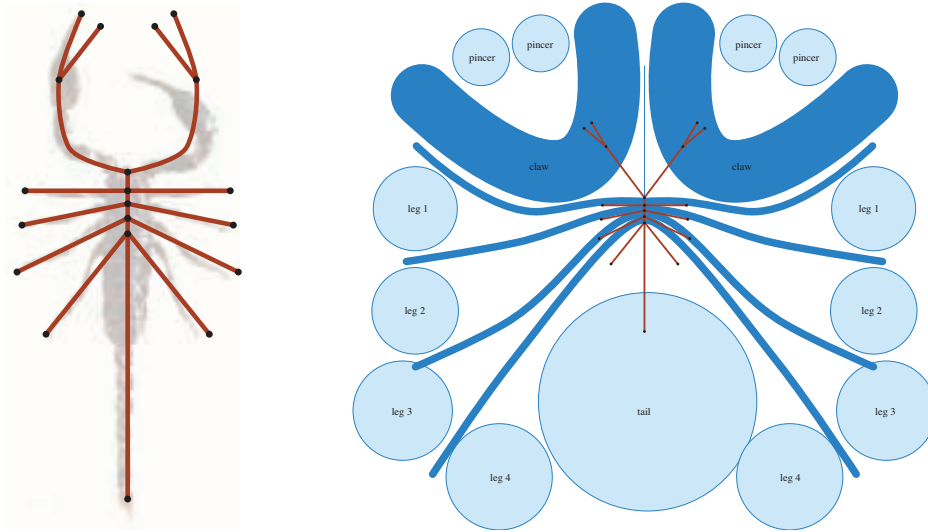 pincer
pincer
pincer
pincer
claw
claw
leg 1
leg 1
leg 2
leg 2
leg 3
tail
leg 3
leg 4
leg 4